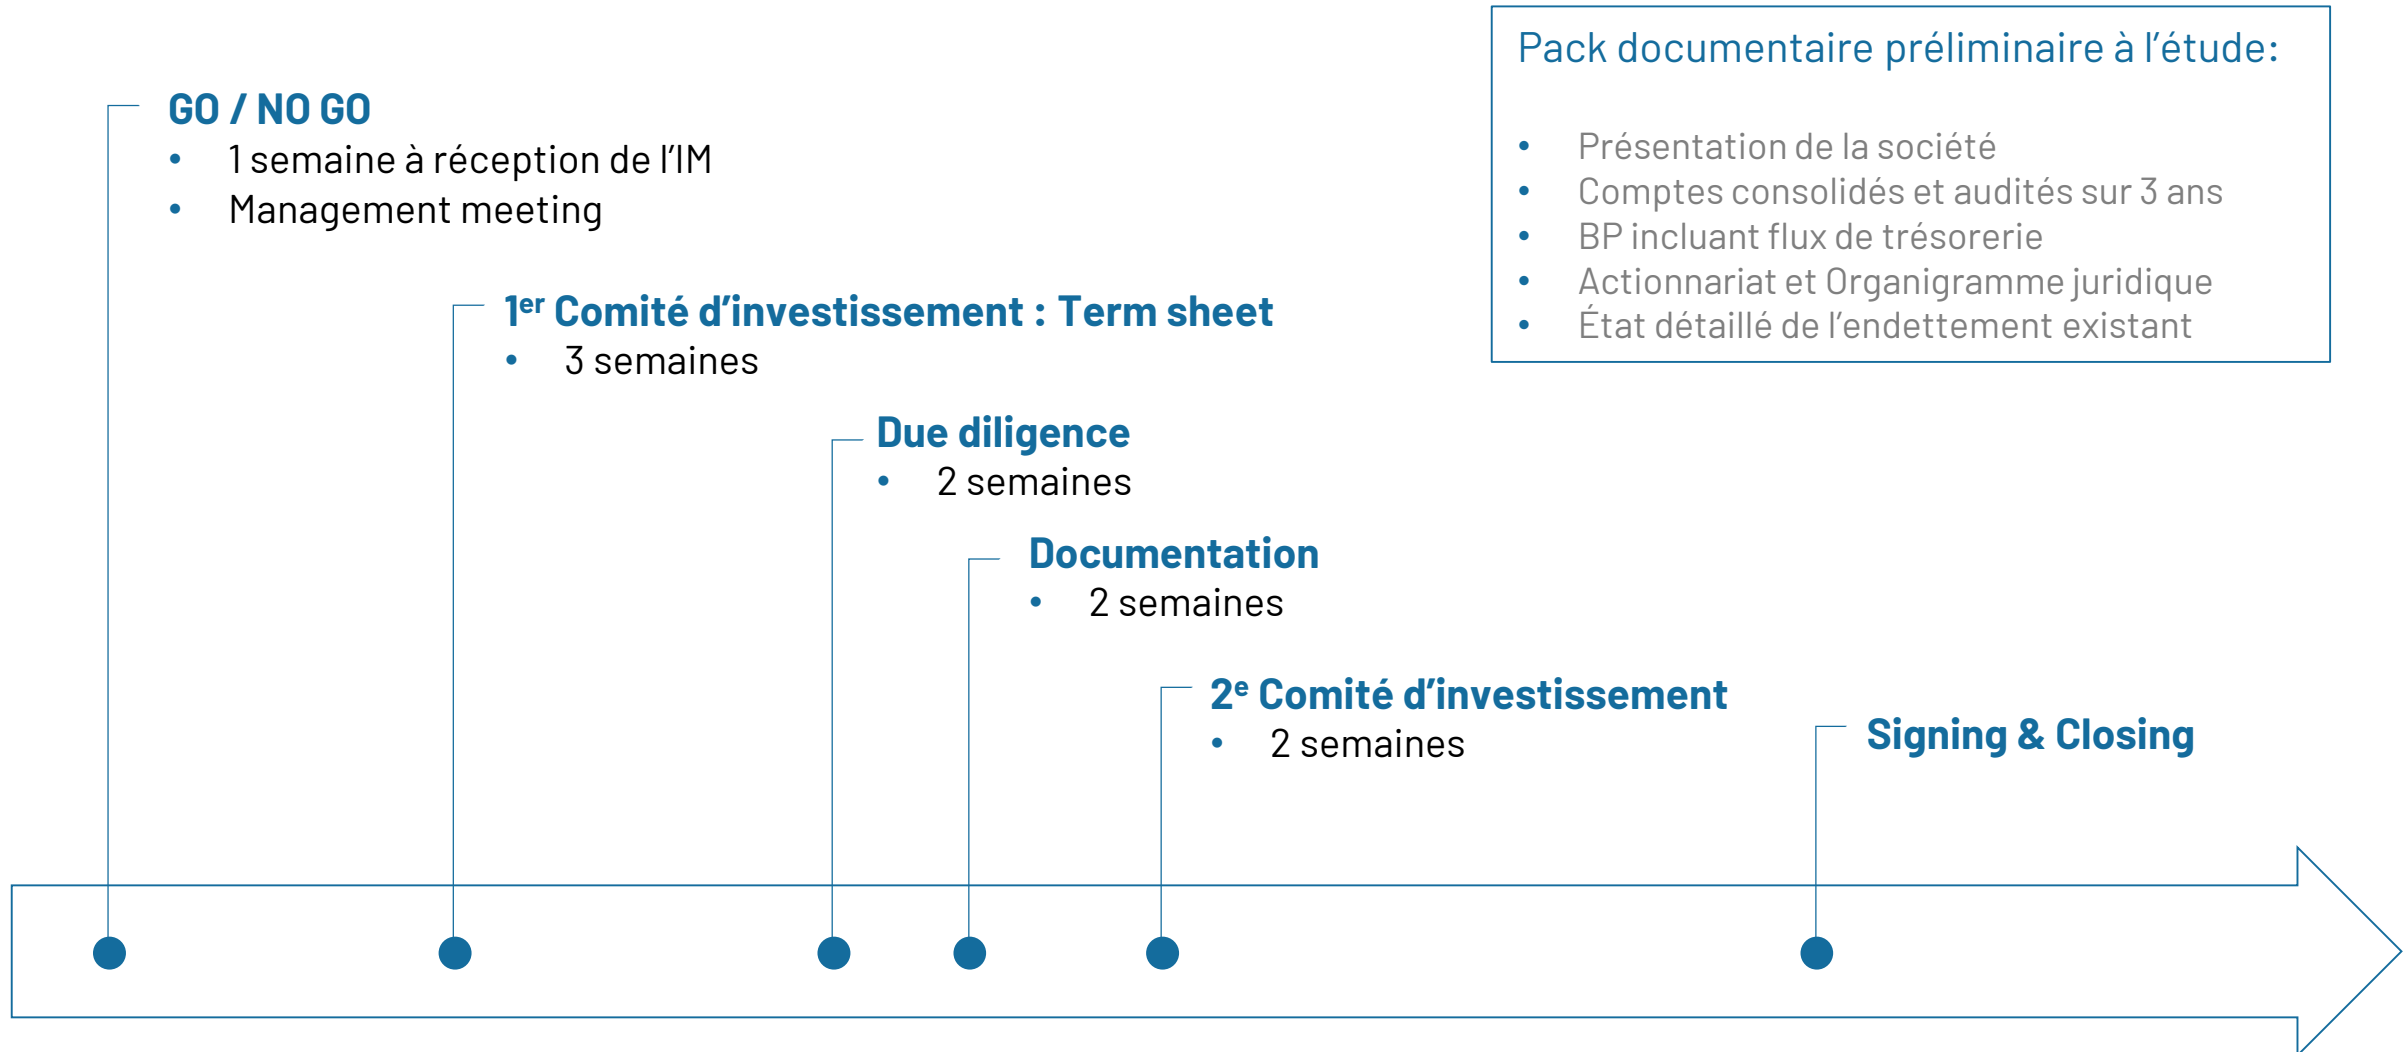 GO / NO GO
• 1 semaine à réception de l’IM
• Management meeting
1er Comité d’investissement : Term sheet
• 3 semaines
Due diligence
• 2 semaines
Documentation
• 2 semaines
2e Comité d’investissement
• 2 semaines
Signing & Closing
Pack documentaire préliminaire à l’étude:
• Présentation de la société
• Comptes consolidés et audités sur 3 ans
• BP incluant flux de trésorerie
• Actionnariat et Organigramme juridique
• État détaillé de l’endettement existant